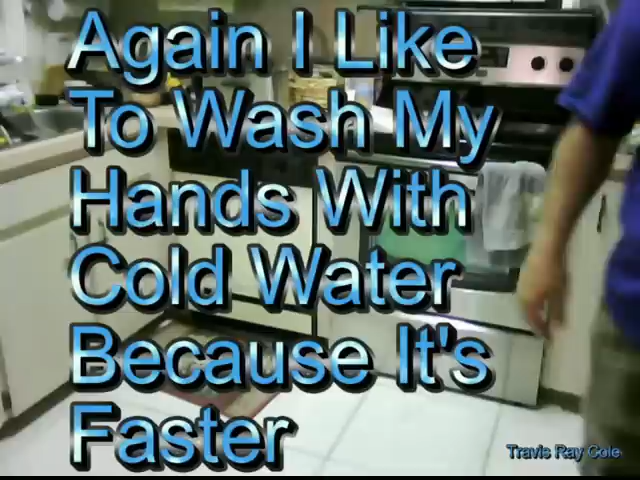 Again I Like
To Wash My
Hands With
Cold Water
Because It's
Faster
Travis Ray Cole